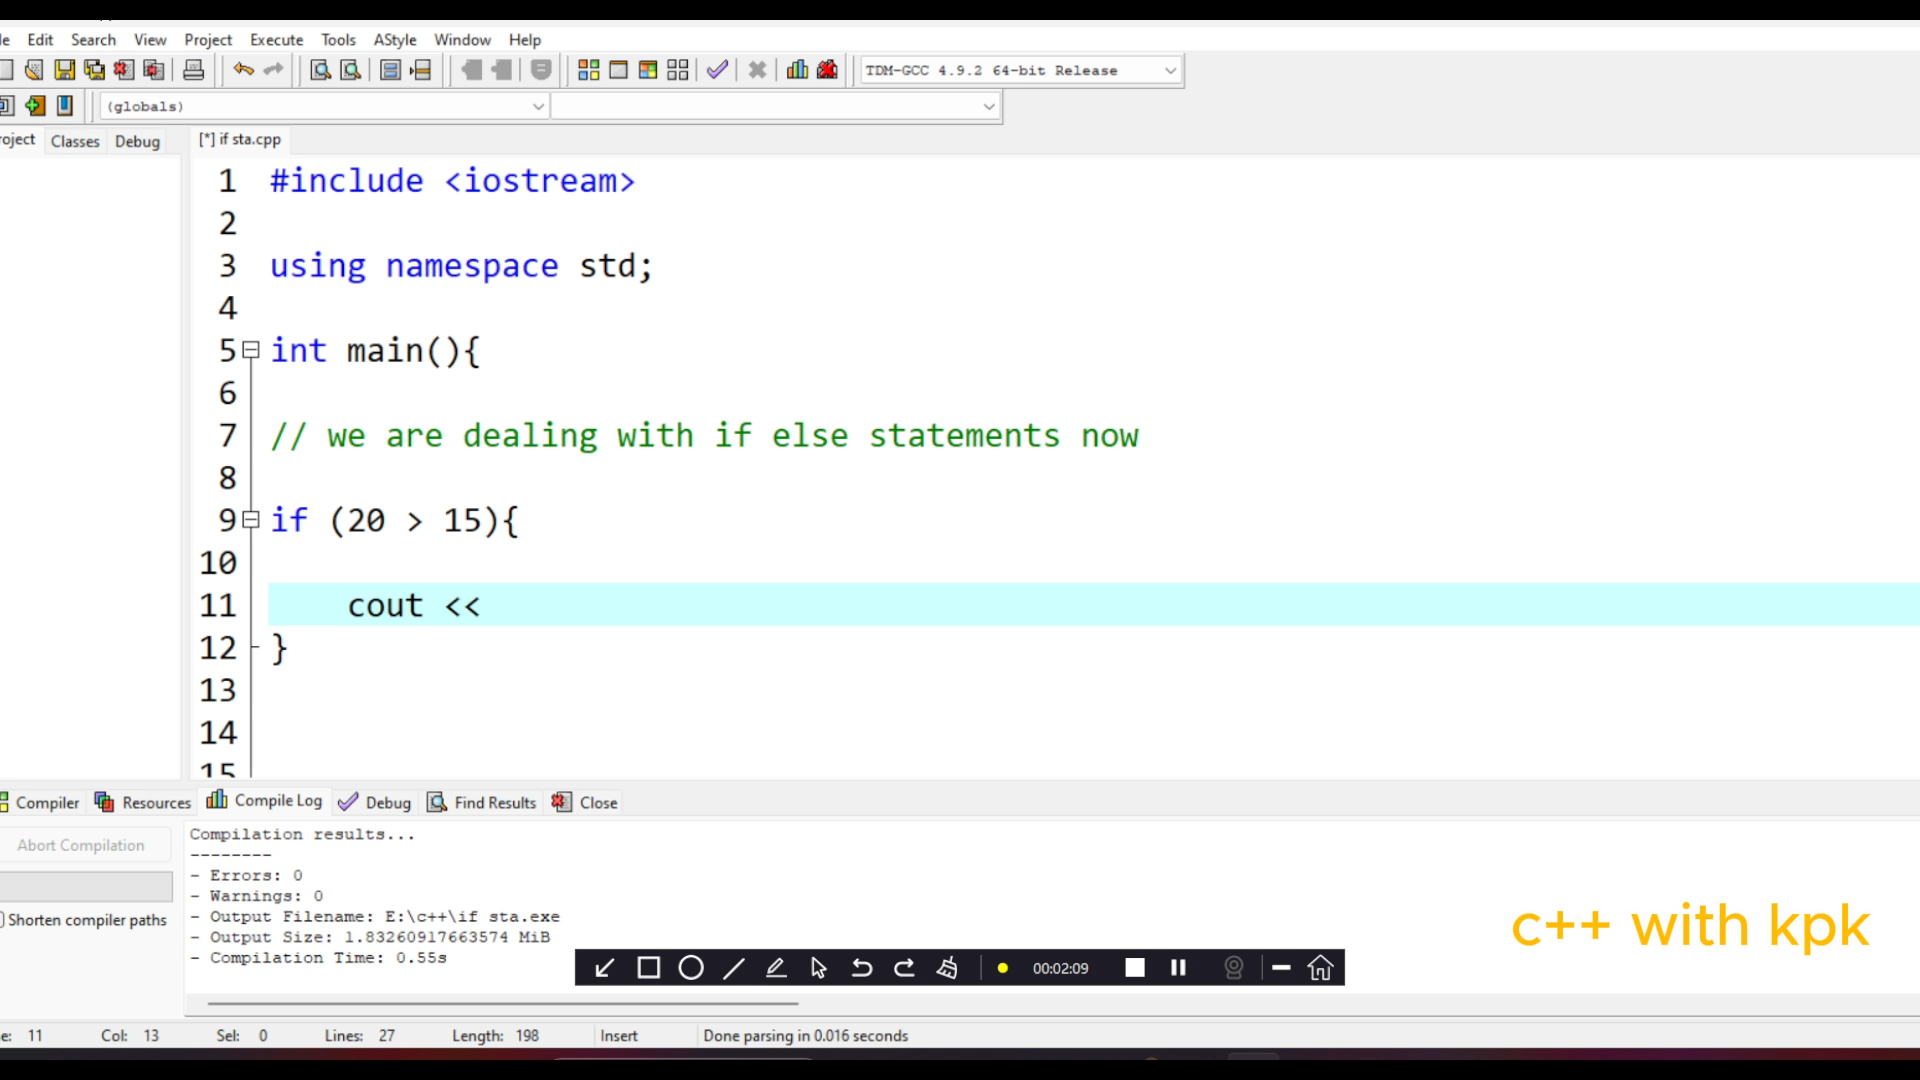 le Edit Search View Project Execute Tools AStyle Window Help
TDM-GCC 4.9.2 64-bit Release
(globals)
roject Classes Debug
[*] if sta.cpp
1 #include <iostream>
2
3 using namespace std;
4
5 int main(){
6
7 // we are dealing with if else statements now
8
9 if (20 > 15){
10
11 cout <<
12 }
13
14
15
Compiler Resources Compile Log Debug Find Results Close
Abort Compilation
Shorten compiler paths
Compilation results...
--------
- Errors: 0
- Warnings: 0
- Output Filename: E:\c++\if sta.exe
- Output Size: 1.83260917663574 MiB
- Compilation Time: 0.55s
c++ with kpk
00:02:09
e: 11 Col: 13 Sel: 0 Lines: 27 Length: 198 Insert Done parsing in 0.016 seconds